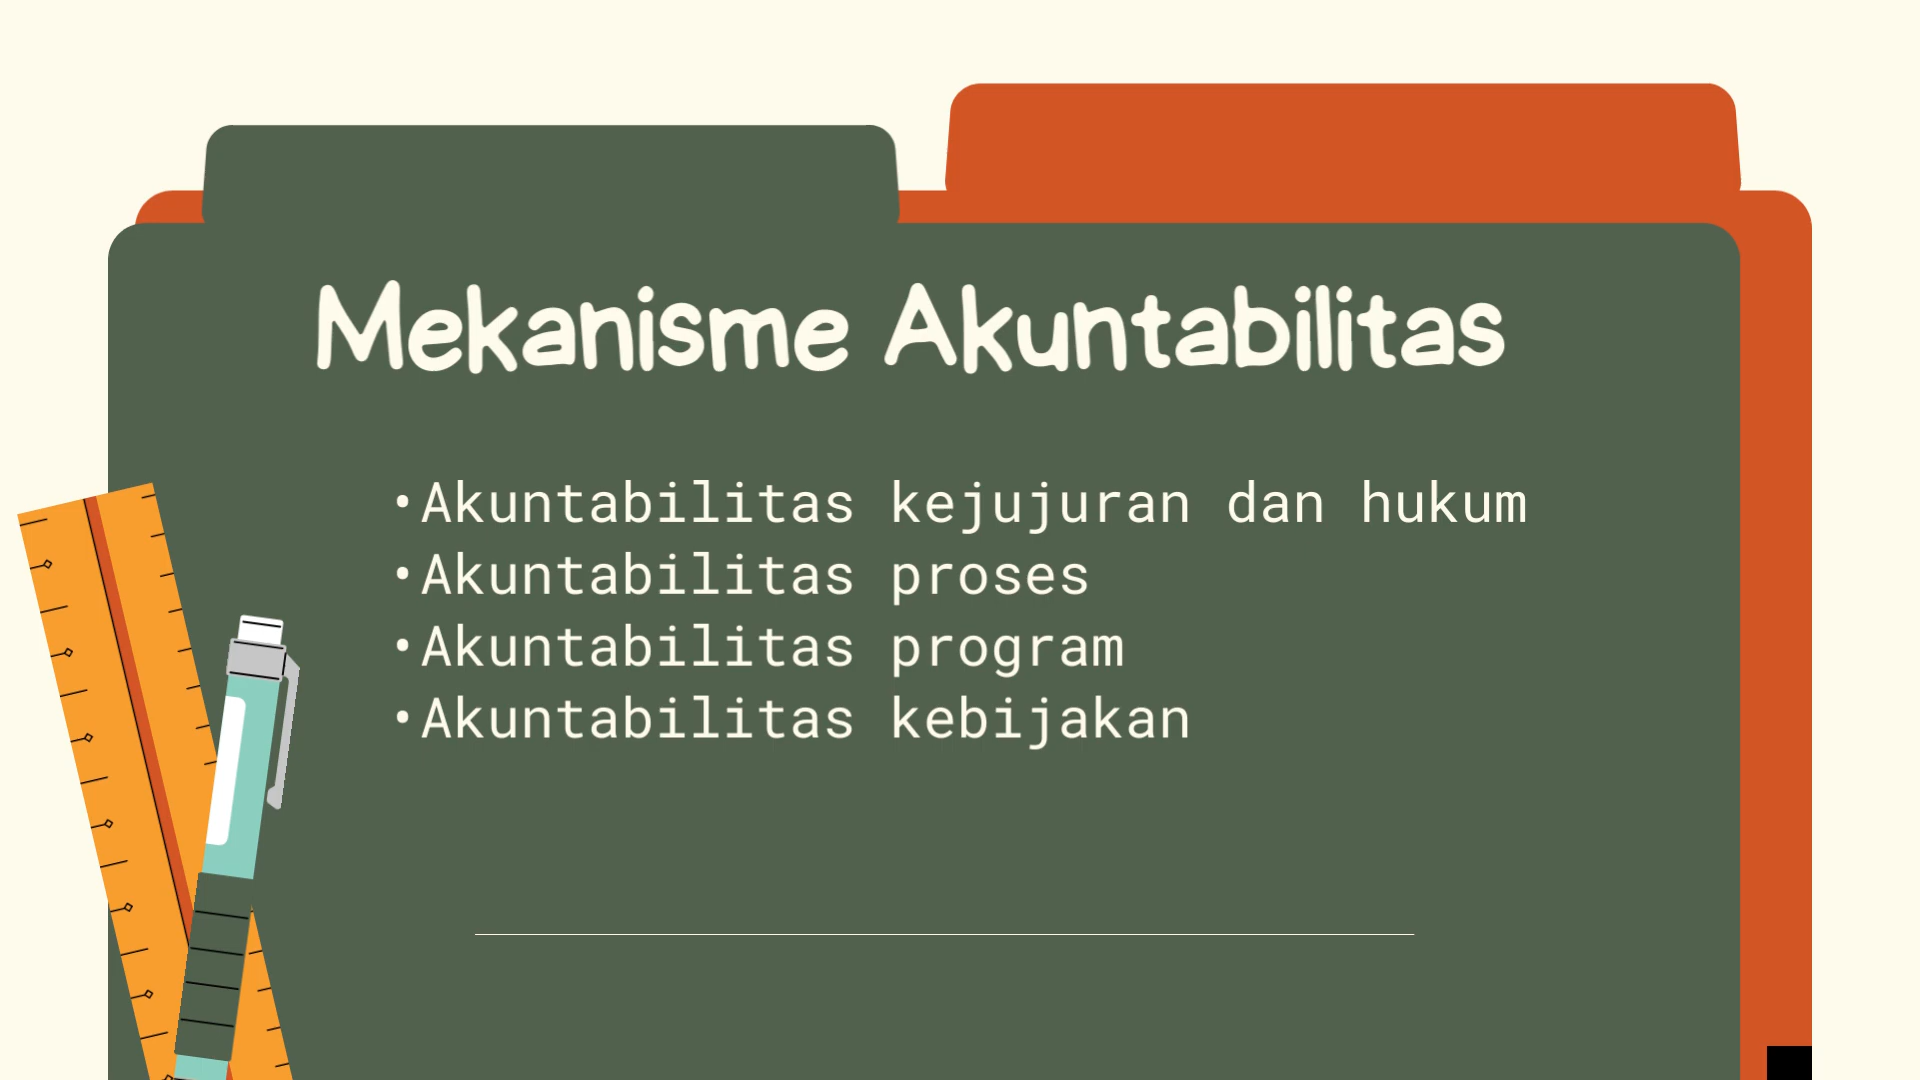 Mekanisme Akuntabilitas
•Akuntabilitas kejujuran dan hukum
•Akuntabilitas proses
•Akuntabilitas program
•Akuntabilitas kebijakan